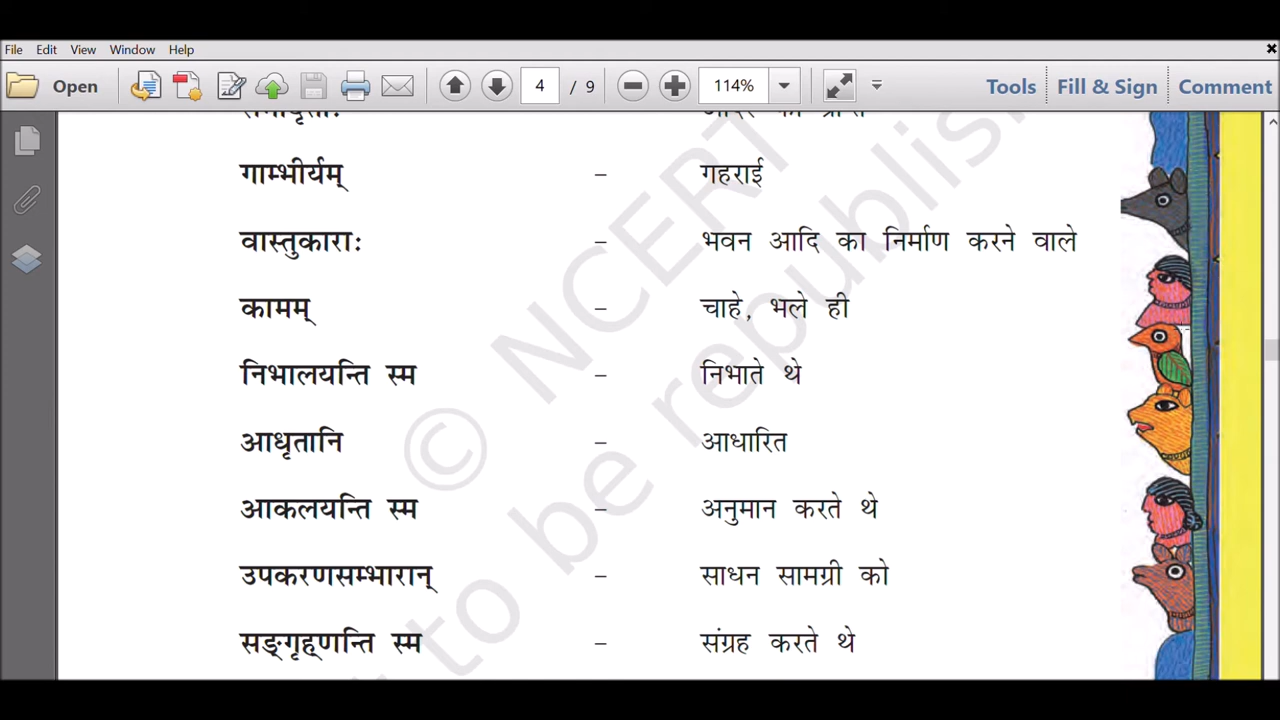 File Edit View Window Help
Open 4 / 9 114% Tools Fill & Sign Comment
गाम्भीर्यम् – गहराई
वास्तुकाराः – भवन आदि का निर्माण करने वाले
कामम् – चाहे, भले ही
निभालयन्ति स्म – निभाते थे
आधृतानि – आधारित
आकलयन्ति स्म – अनुमान करते थे
उपकरणसम्भारान् – साधन सामग्री को
सङ्गृह्णन्ति स्म – संग्रह करते थे
© NCERT
to be republish